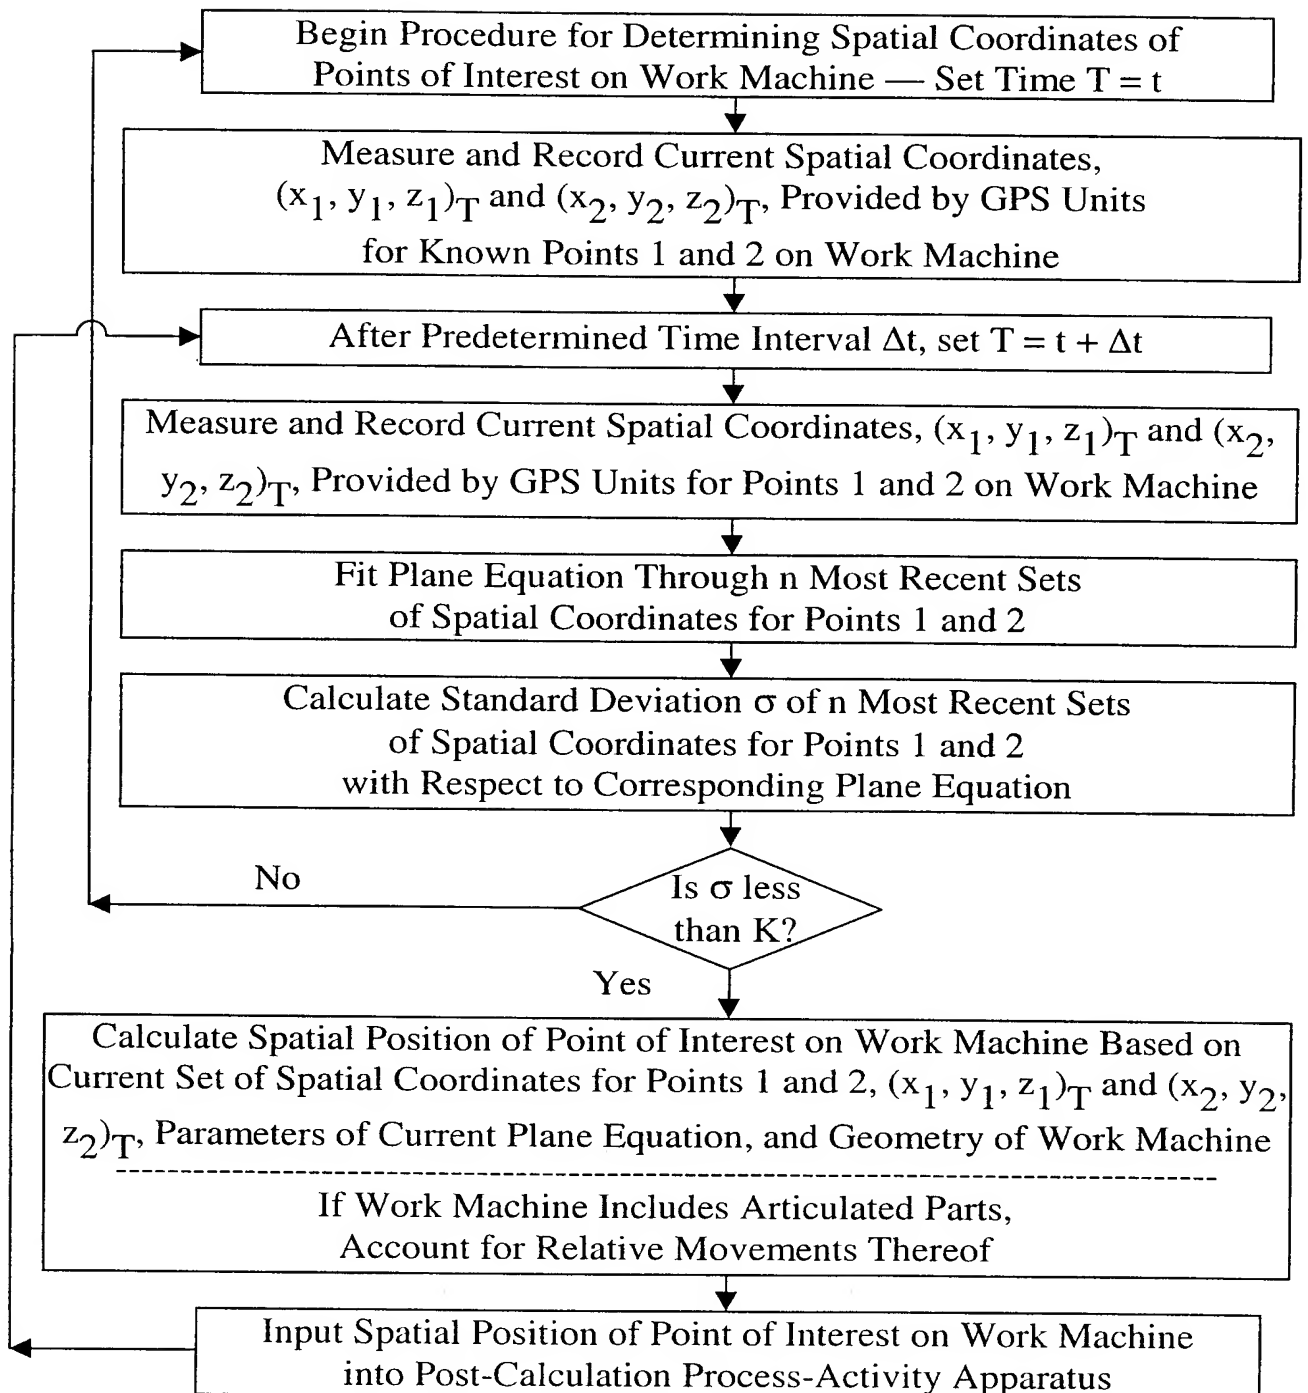 Begin Procedure for Determining Spatial Coordinates of
Points of Interest on Work Machine — Set Time T = t
Measure and Record Current Spatial Coordinates,
(x₁, y₁, z₁)T and (x₂, y₂, z₂)T, Provided by GPS Units
for Known Points 1 and 2 on Work Machine
After Predetermined Time Interval Δt, set T = t + Δt
Measure and Record Current Spatial Coordinates, (x₁, y₁, z₁)T and (x₂,
y₂, z₂)T, Provided by GPS Units for Points 1 and 2 on Work Machine
Fit Plane Equation Through n Most Recent Sets
of Spatial Coordinates for Points 1 and 2
Calculate Standard Deviation σ of n Most Recent Sets
of Spatial Coordinates for Points 1 and 2
with Respect to Corresponding Plane Equation
No
Is σ less
than K?
Yes
Calculate Spatial Position of Point of Interest on Work Machine Based on
Current Set of Spatial Coordinates for Points 1 and 2, (x₁, y₁, z₁)T and (x₂, y₂,
z₂)T, Parameters of Current Plane Equation, and Geometry of Work Machine
If Work Machine Includes Articulated Parts,
Account for Relative Movements Thereof
Input Spatial Position of Point of Interest on Work Machine
into Post-Calculation Process-Activity Apparatus